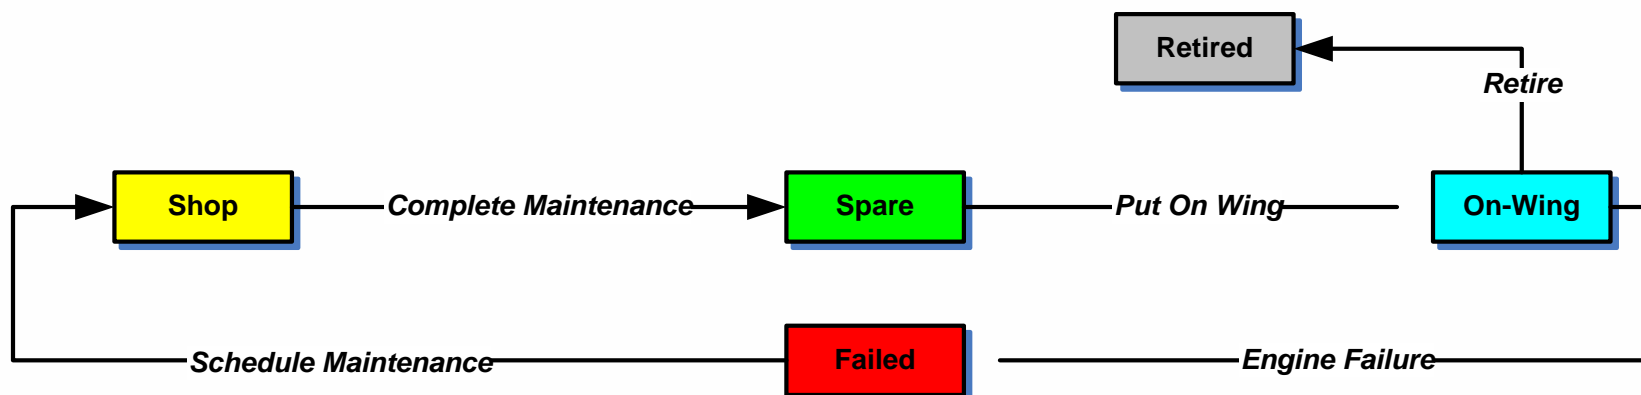 Retired
Retire
Shop
Complete Maintenance
Spare
Put On Wing
On-Wing
Schedule Maintenance
Failed
Engine Failure